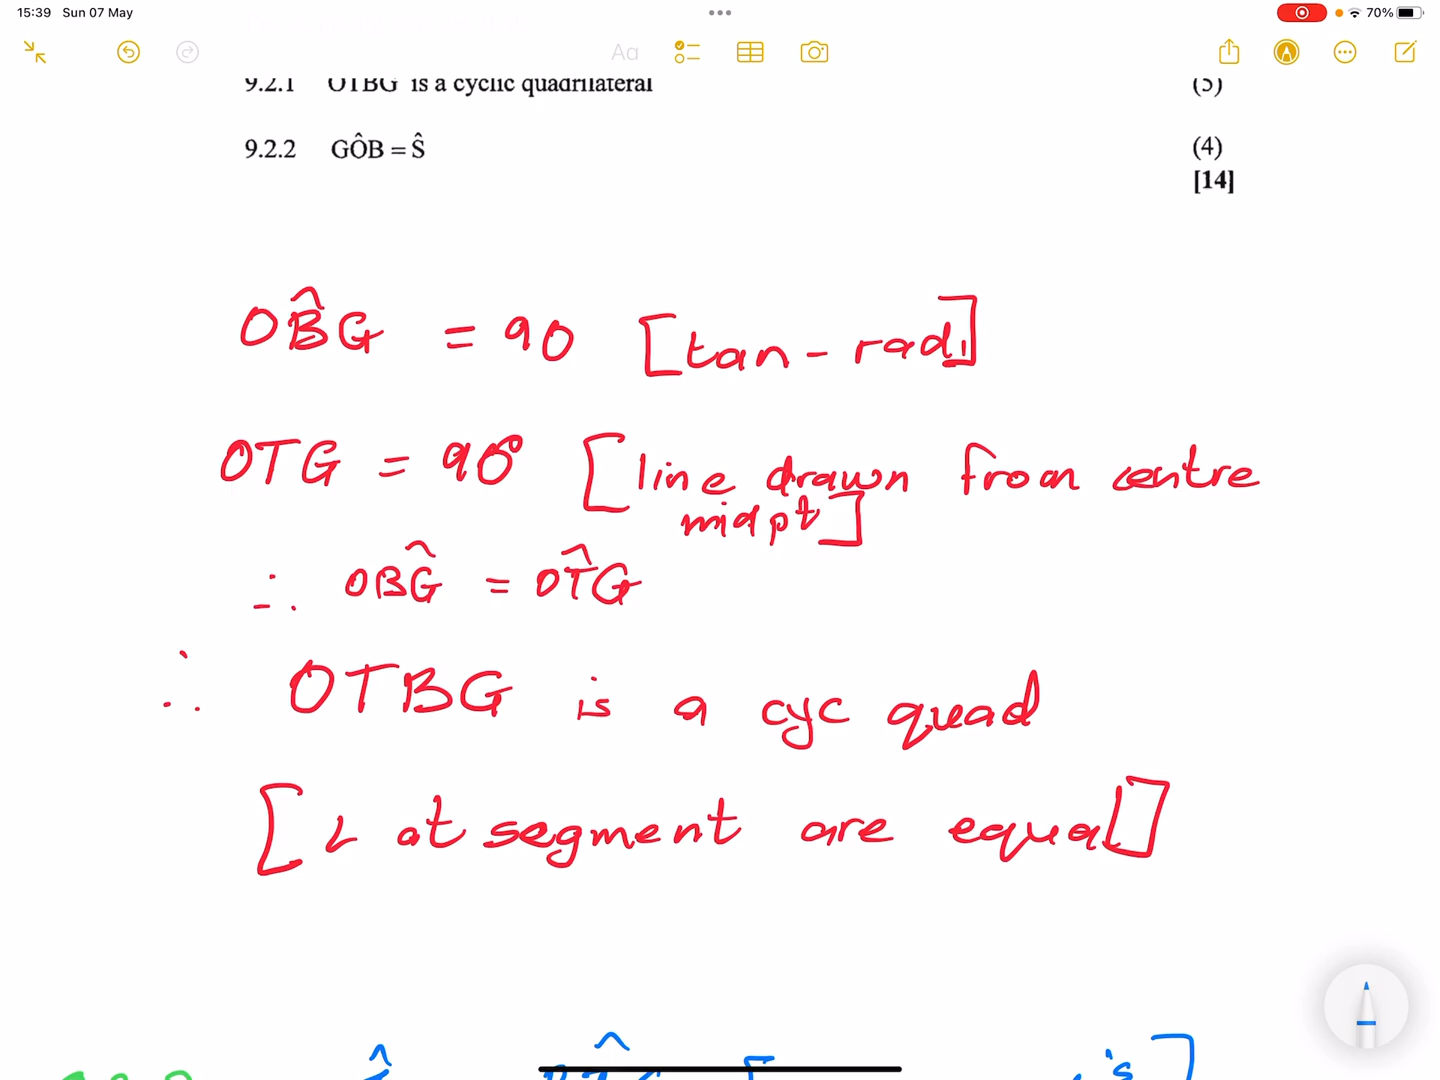 15:39 Sun 07 May
70%
Aa
9.2.1 OTBG is a cyclic quadrilateral (5)
9.2.2 GÔB = Ŝ (4)
[14]
OB̂G = 90 [tan - rad]
OTG = 90° [line drawn from centre
midpt]
∴ OBĜ = OT̂G
∴ OTBG is a cyc quad
[∠ at segment are equal]